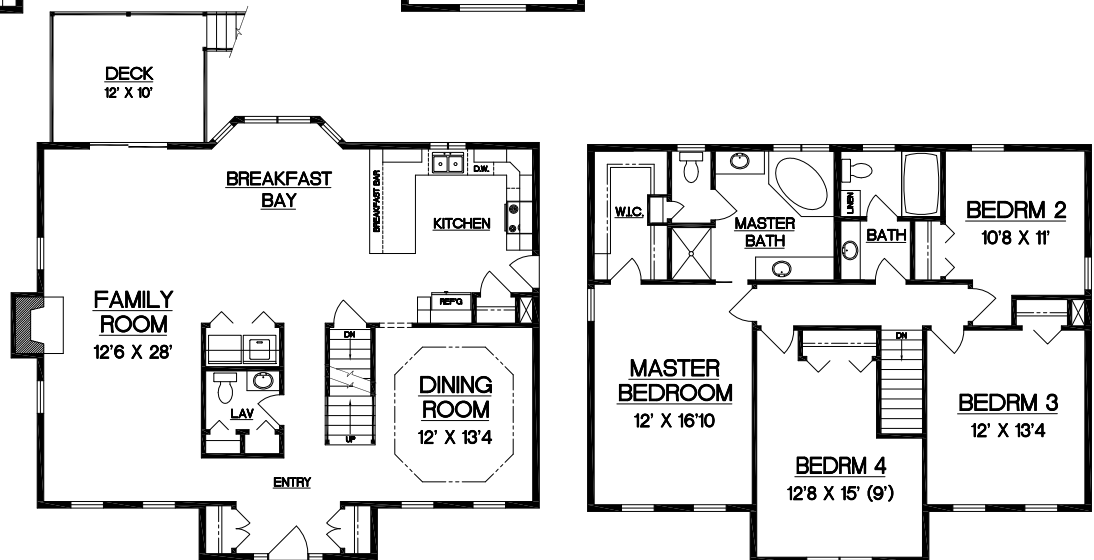 DECK
12' X 10'
BREAKFAST
BAY
BREAKFAST BAR
D.W.
KITCHEN
FAMILY
ROOM
12'6 X 28'
REF'G
DN
UP
LAV
DINING
ROOM
12' X 13'4
ENTRY
W.I.C.
MASTER
BATH
LINEN
BATH
BEDRM 2
10'8 X 11'
MASTER
BEDROOM
12' X 16'10
DN
BEDRM 3
12' X 13'4
BEDRM 4
12'8 X 15' (9')